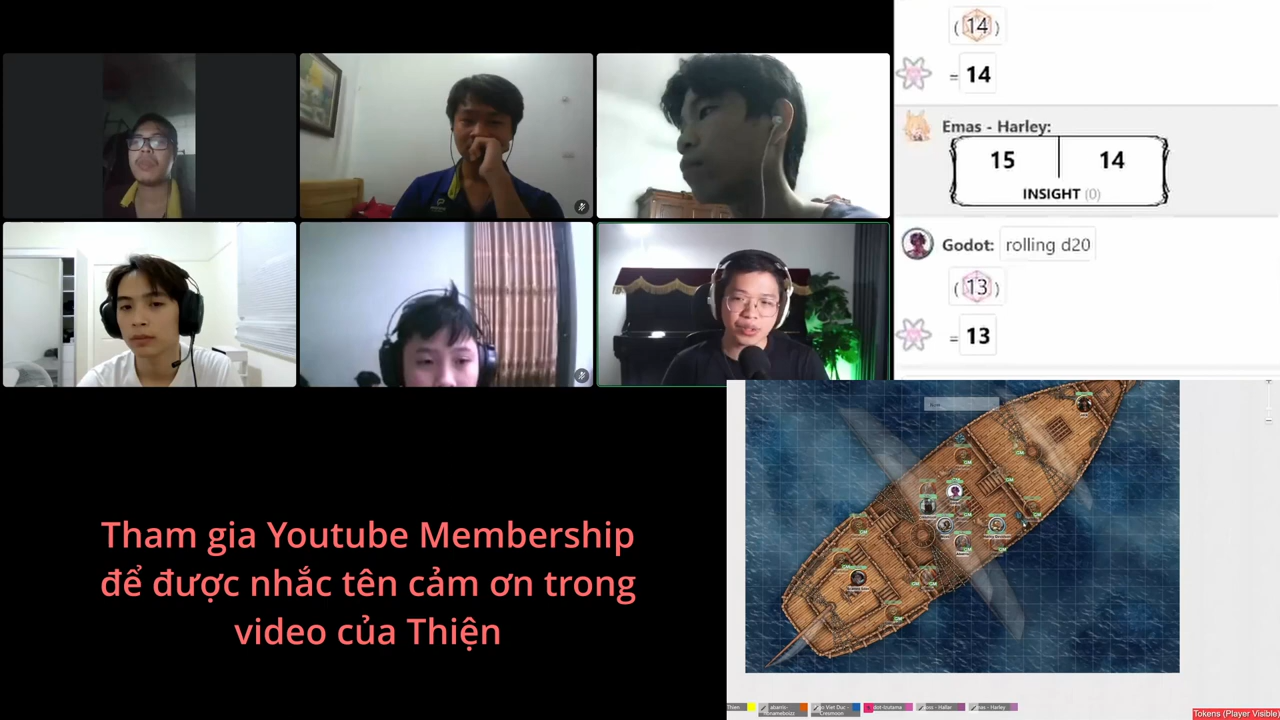 (14)
= 14
Emas - Harley:
15 14
INSIGHT (0)
Godot: rolling d20
(13)
= 13
Tham gia Youtube Membership
để được nhắc tên cảm ơn trong
video của Thiện
Thien
Tokens (Player Visible)